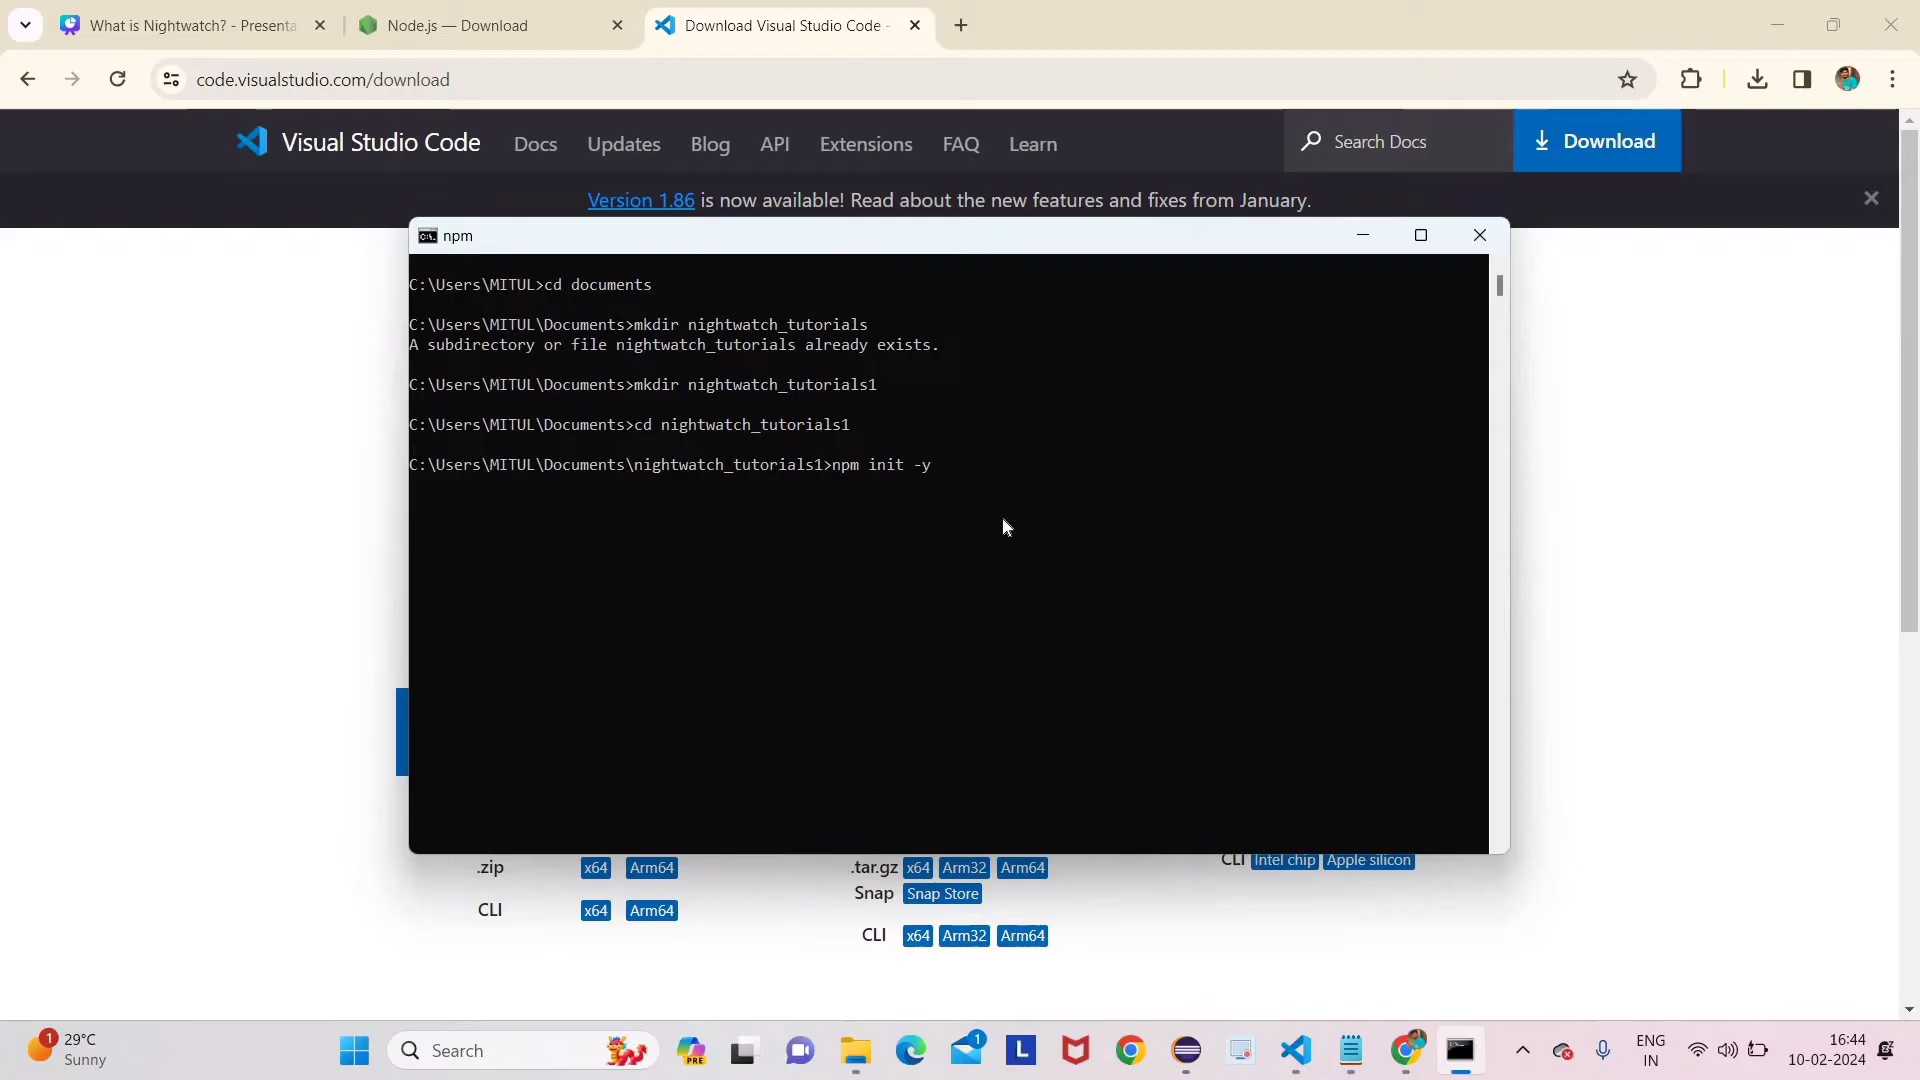 What is Nightwatch? - Presenta
Node.js — Download
Download Visual Studio Code -
code.visualstudio.com/download
Visual Studio Code
Docs
Updates
Blog
API
Extensions
FAQ
Learn
Search Docs
Download
Version 1.86 is now available! Read about the new features and fixes from January.
npm
C:\Users\MITUL>cd documents
C:\Users\MITUL\Documents>mkdir nightwatch_tutorials
A subdirectory or file nightwatch_tutorials already exists.
C:\Users\MITUL\Documents>mkdir nightwatch_tutorials1
C:\Users\MITUL\Documents>cd nightwatch_tutorials1
C:\Users\MITUL\Documents\nightwatch_tutorials1>npm init -y
.zip x64 Arm64
CLI x64 Arm64
.tar.gz x64 Arm32 Arm64
Snap Snap Store
CLI x64 Arm32 Arm64
CLI Intel chip Apple silicon
1
29°C
Sunny
Search
PRE
1
L
ENG
IN
16:44
10-02-2024